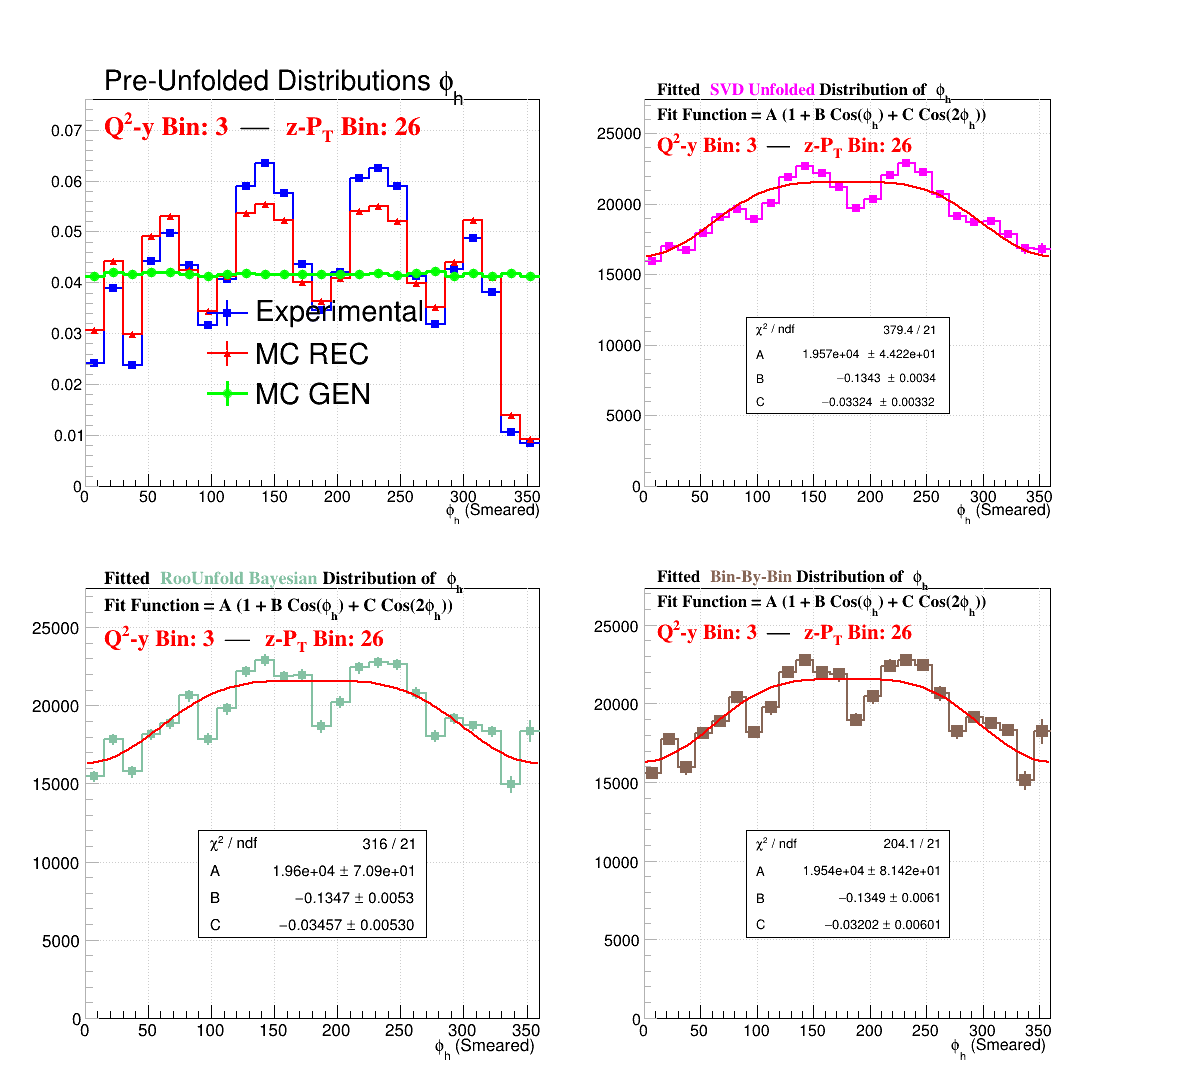 Pre-Unfolded Distributions ϕh
Q²-y Bin: 3 — z-PT Bin: 26
0.07
0.06
0.05
0.04
0.03
0.02
0.01
0
Experimental
MC REC
MC GEN
0 50 100 150 200 250 300 350
ϕh (Smeared)
Fitted SVD Unfolded Distribution of ϕh
Fit Function = A (1 + B Cos(ϕh) + C Cos(2ϕh))
Q²-y Bin: 3 — z-PT Bin: 26
25000
20000
15000
10000
5000
0
χ² / ndf 379.4 / 21
A 1.957e+04 ± 4.422e+01
B −0.1343 ± 0.0034
C −0.03324 ± 0.00332
0 50 100 150 200 250 300 350
ϕh (Smeared)
Fitted RooUnfold Bayesian Distribution of ϕh
Fit Function = A (1 + B Cos(ϕh) + C Cos(2ϕh))
Q²-y Bin: 3 — z-PT Bin: 26
25000
20000
15000
10000
5000
0
χ² / ndf 316 / 21
A 1.96e+04 ± 7.09e+01
B −0.1347 ± 0.0053
C −0.03457 ± 0.00530
0 50 100 150 200 250 300 350
ϕh (Smeared)
Fitted Bin-By-Bin Distribution of ϕh
Fit Function = A (1 + B Cos(ϕh) + C Cos(2ϕh))
Q²-y Bin: 3 — z-PT Bin: 26
25000
20000
15000
10000
5000
0
χ² / ndf 204.1 / 21
A 1.954e+04 ± 8.142e+01
B −0.1349 ± 0.0061
C −0.03202 ± 0.00601
0 50 100 150 200 250 300 350
ϕh (Smeared)